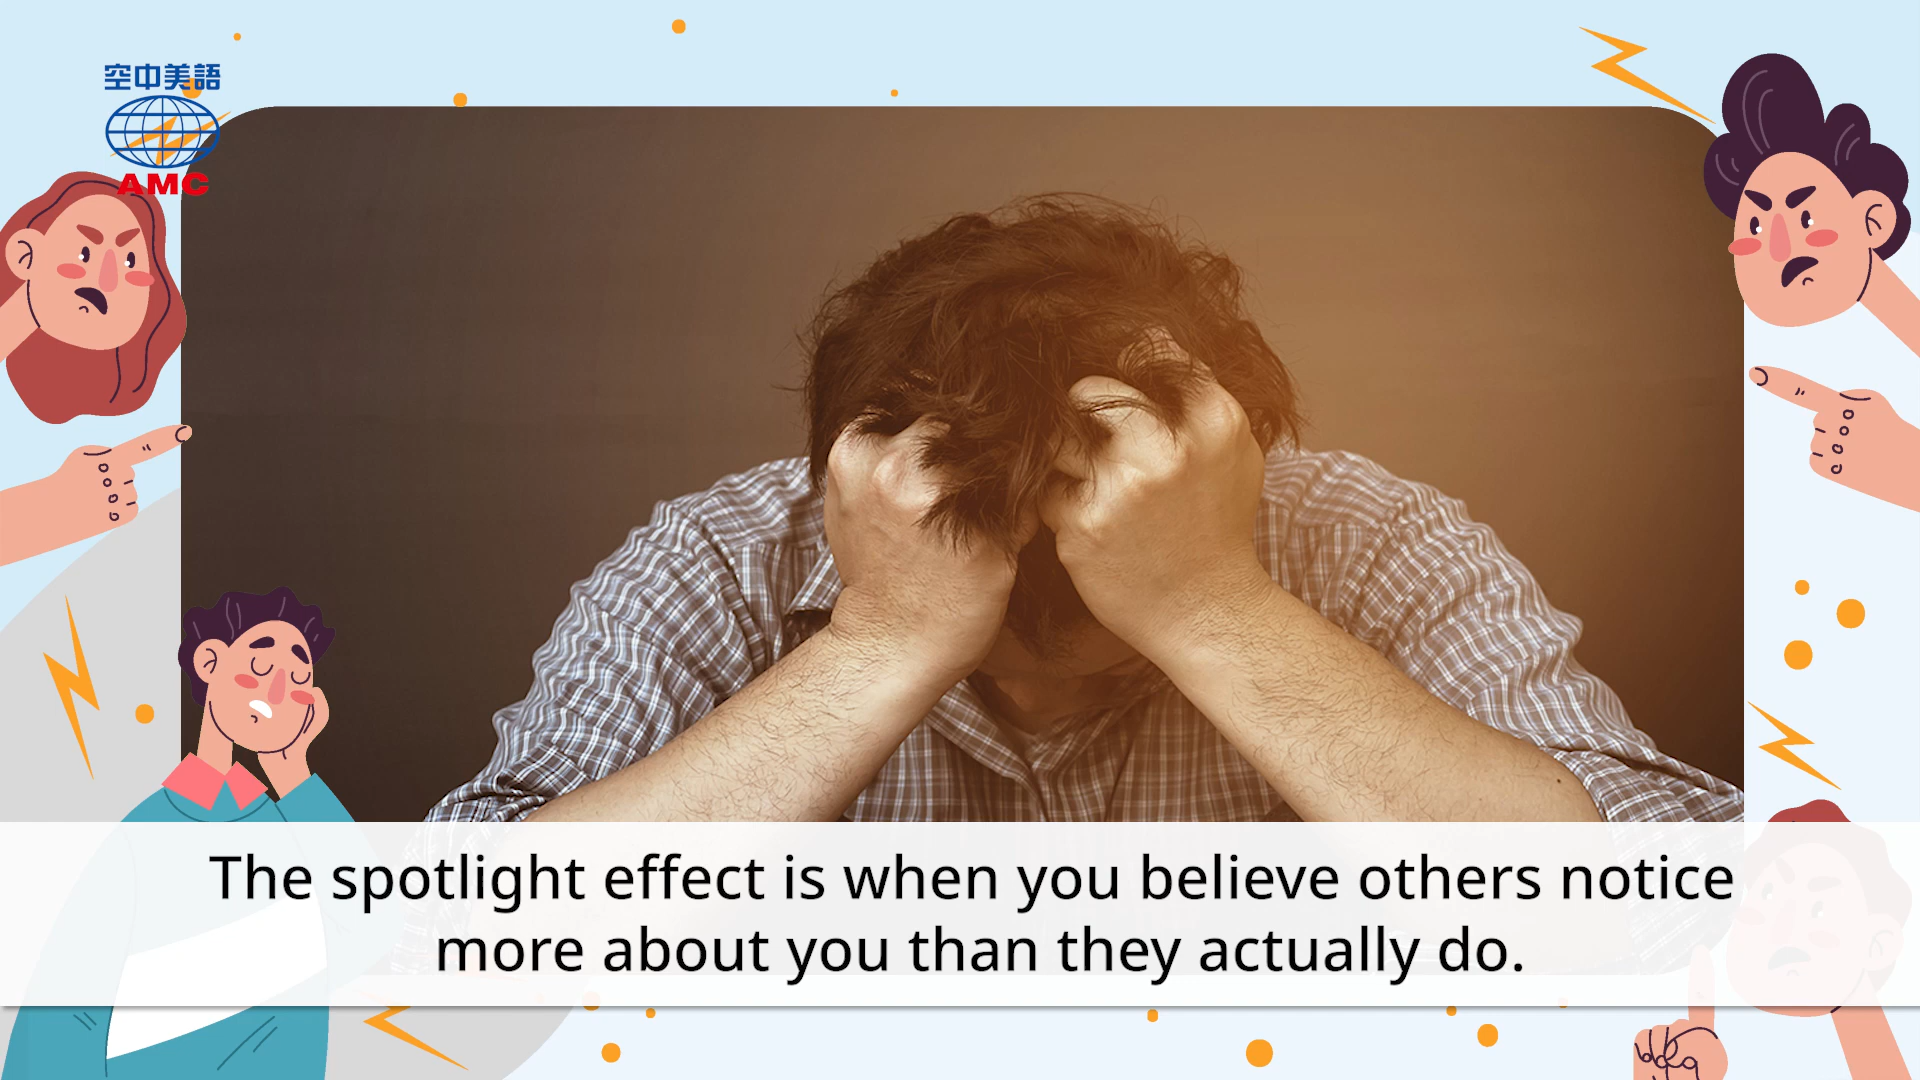 空中美語
AMC
The spotlight effect is when you believe others notice
more about you than they actually do.